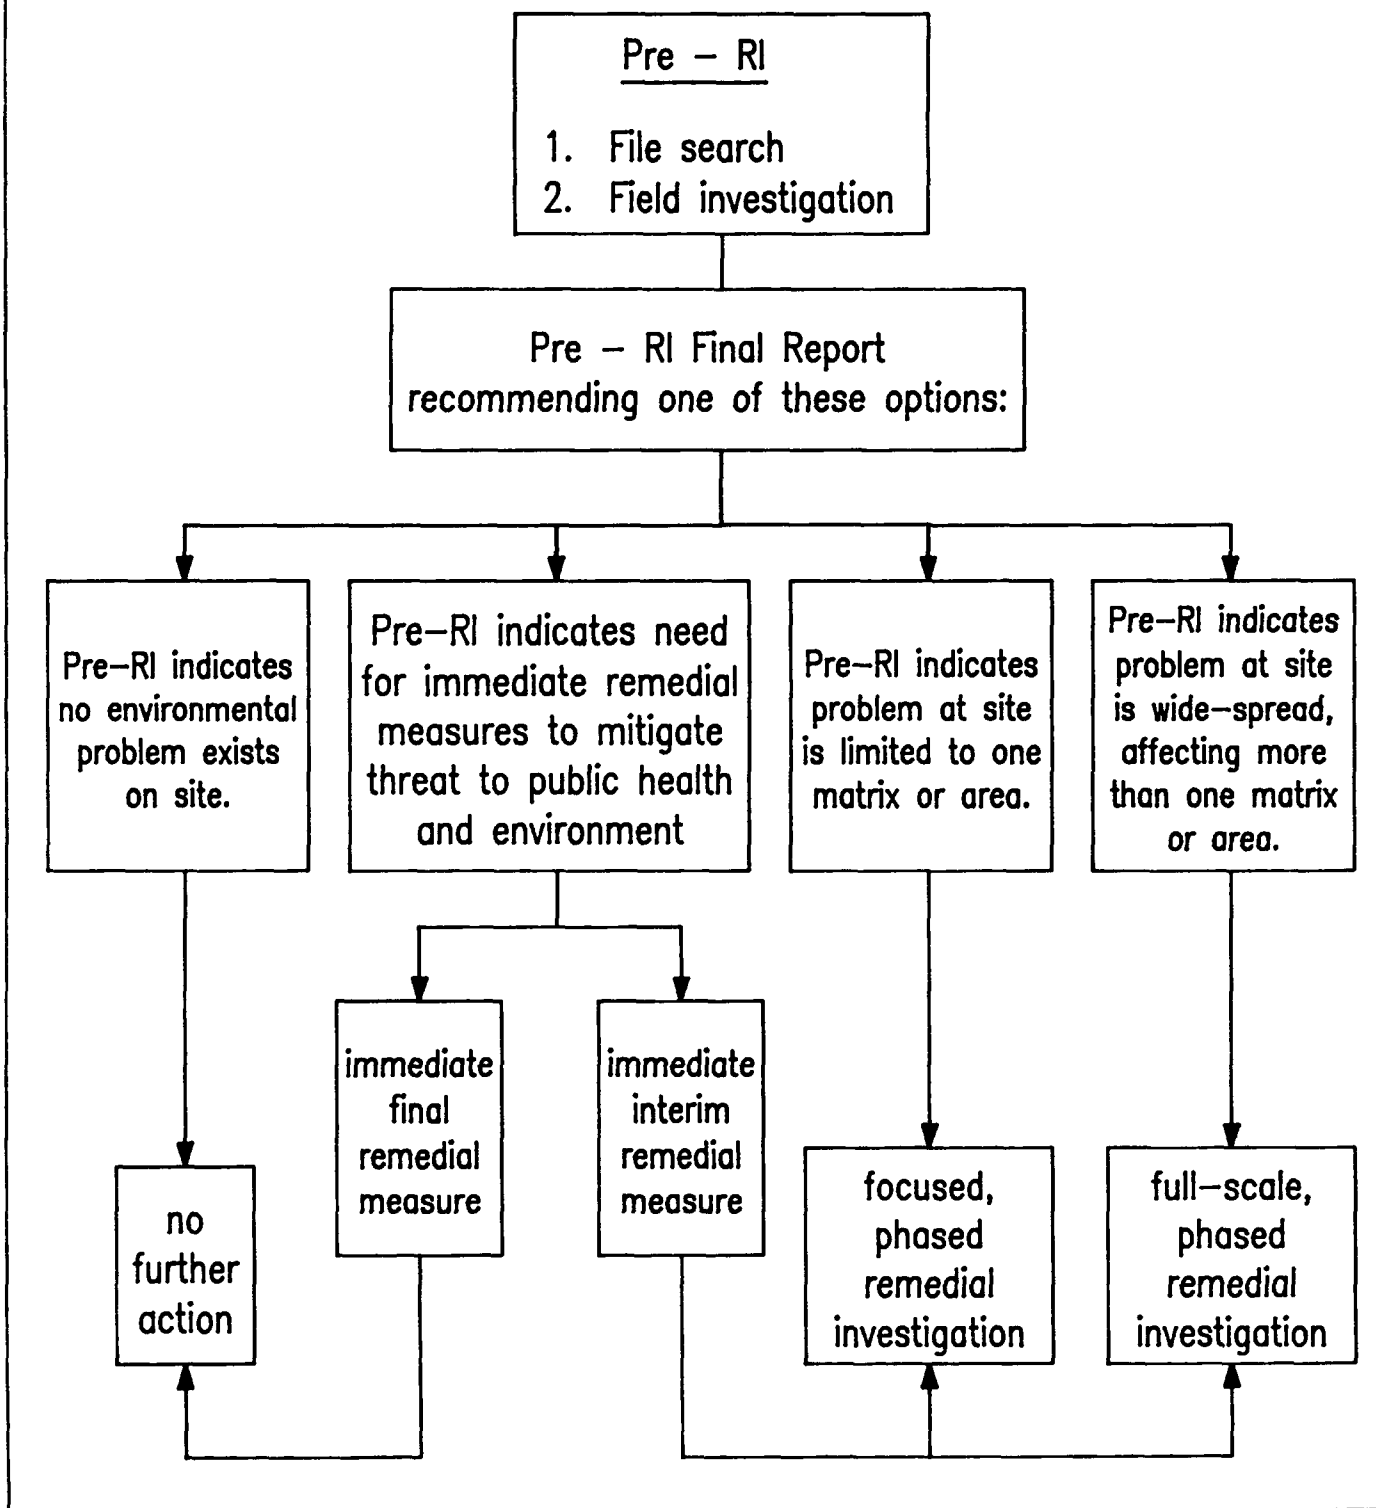 Pre – RI
1. File search
2. Field investigation
Pre – RI Final Report
recommending one of these options:
Pre–RI indicates
no environmental
problem exists
on site.
Pre–RI indicates need
for immediate remedial
measures to mitigate
threat to public health
and environment
Pre–RI indicates
problem at site
is limited to one
matrix or area.
Pre–RI indicates
problem at site
is wide–spread,
affecting more
than one matrix
or area.
immediate
final
remedial
measure
immediate
interim
remedial
measure
no
further
action
focused,
phased
remedial
investigation
full–scale,
phased
remedial
investigation